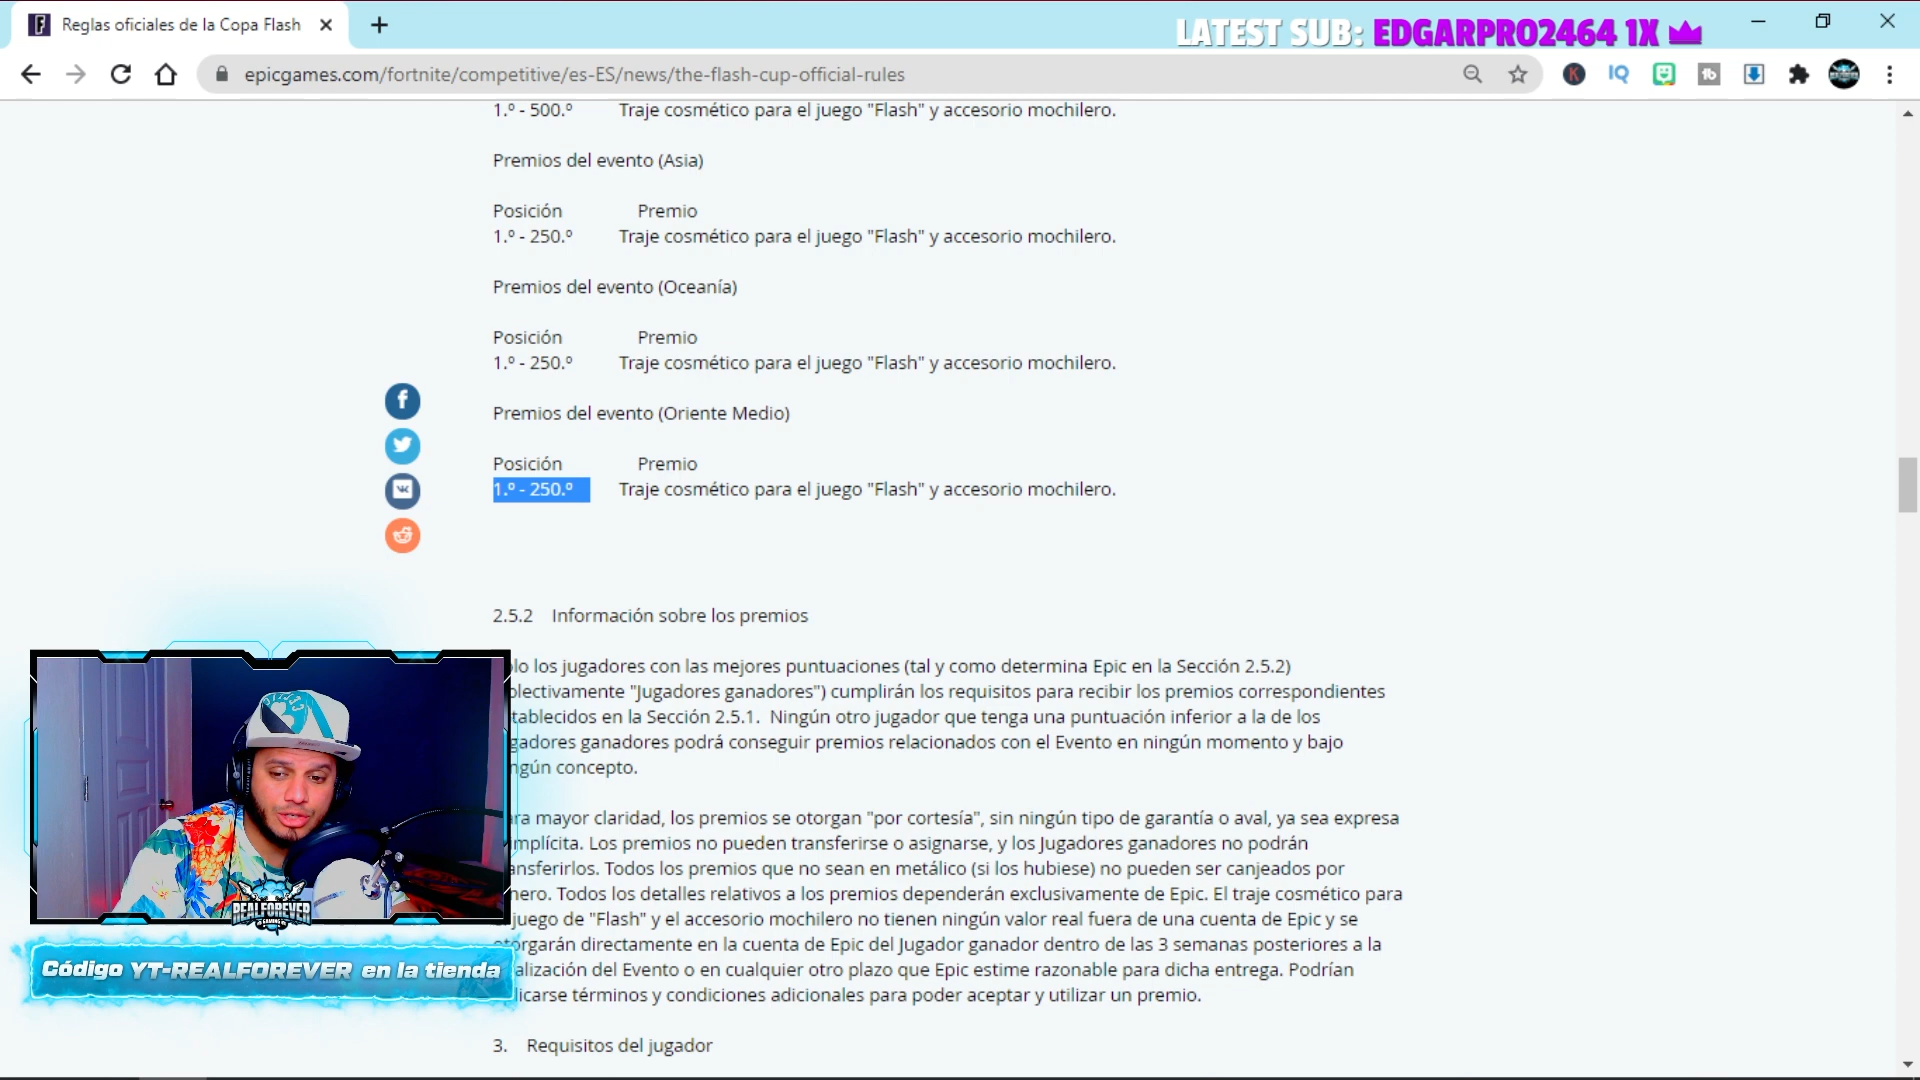 Reglas oficiales de la Copa Flash
LATEST SUB: EDGARPRO2464 1X
epicgames.com/fortnite/competitive/es-ES/news/the-flash-cup-official-rules
1.º - 500.º Traje cosmético para el juego "Flash" y accesorio mochilero.
Premios del evento (Asia)
Posición Premio
1.º - 250.º Traje cosmético para el juego "Flash" y accesorio mochilero.
Premios del evento (Oceanía)
Posición Premio
1.º - 250.º Traje cosmético para el juego "Flash" y accesorio mochilero.
Premios del evento (Oriente Medio)
Posición Premio
1.º - 250.º Traje cosmético para el juego "Flash" y accesorio mochilero.
2.5.2 Información sobre los premios
los jugadores con las mejores puntuaciones (tal y como determina Epic en la Sección 2.5.2)
"Jugadores ganadores") cumplirán los requisitos para recibir los premios correspondientes
en la Sección 2.5.1. Ningún otro jugador que tenga una puntuación inferior a la de los
ganadores podrá conseguir premios relacionados con el Evento en ningún momento y bajo
concepto.
mayor claridad, los premios se otorgan "por cortesía", sin ningún tipo de garantía o aval, ya sea expresa
Los premios no pueden transferirse o asignarse, y los Jugadores ganadores no podrán
Todos los premios que no sean en metálico (si los hubiese) no pueden ser canjeados por
Todos los detalles relativos a los premios dependerán exclusivamente de Epic. El traje cosmético para
juego de "Flash" y el accesorio mochilero no tienen ningún valor real fuera de una cuenta de Epic y se
otorgarán directamente en la cuenta de Epic del Jugador ganador dentro de las 3 semanas posteriores a la
del Evento o en cualquier otro plazo que Epic estime razonable para dicha entrega. Podrían
términos y condiciones adicionales para poder aceptar y utilizar un premio.
3. Requisitos del jugador
REALFOREVER
GAMING
Código YT-REALFOREVER en la tienda